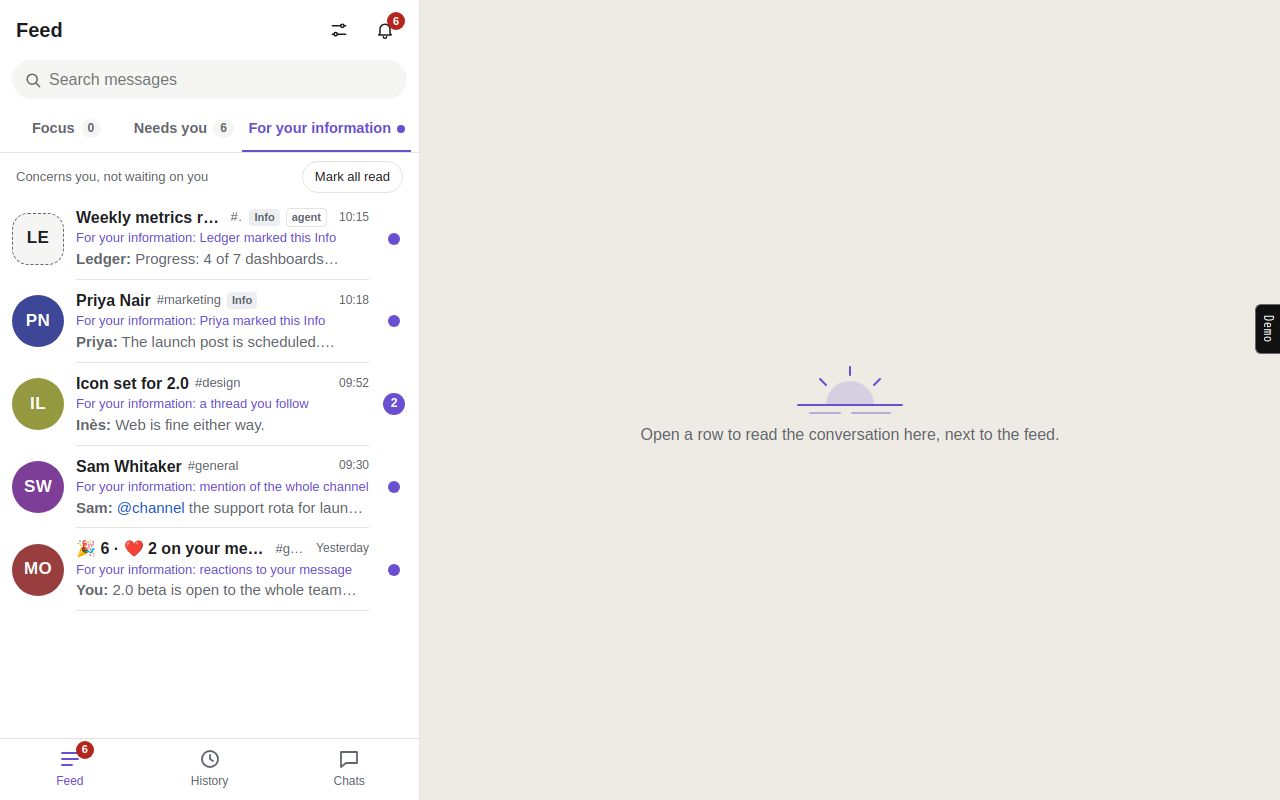 Feed
6
Search messages
Focus 0
Needs you 6
For your information
Concerns you, not waiting on you
Mark all read
LE
Weekly metrics r… #. Info agent 10:15
For your information: Ledger marked this Info
Ledger: Progress: 4 of 7 dashboards…
PN
Priya Nair #marketing Info 10:18
For your information: Priya marked this Info
Priya: The launch post is scheduled.…
IL
Icon set for 2.0 #design 09:52
For your information: a thread you follow
Inès: Web is fine either way.
2
SW
Sam Whitaker #general 09:30
For your information: mention of the whole channel
Sam: @channel the support rota for laun…
MO
🎉 6 · ❤️ 2 on your me… #g… Yesterday
For your information: reactions to your message
You: 2.0 beta is open to the whole team…
6
Feed
History
Chats
Open a row to read the conversation here, next to the feed.
Demo